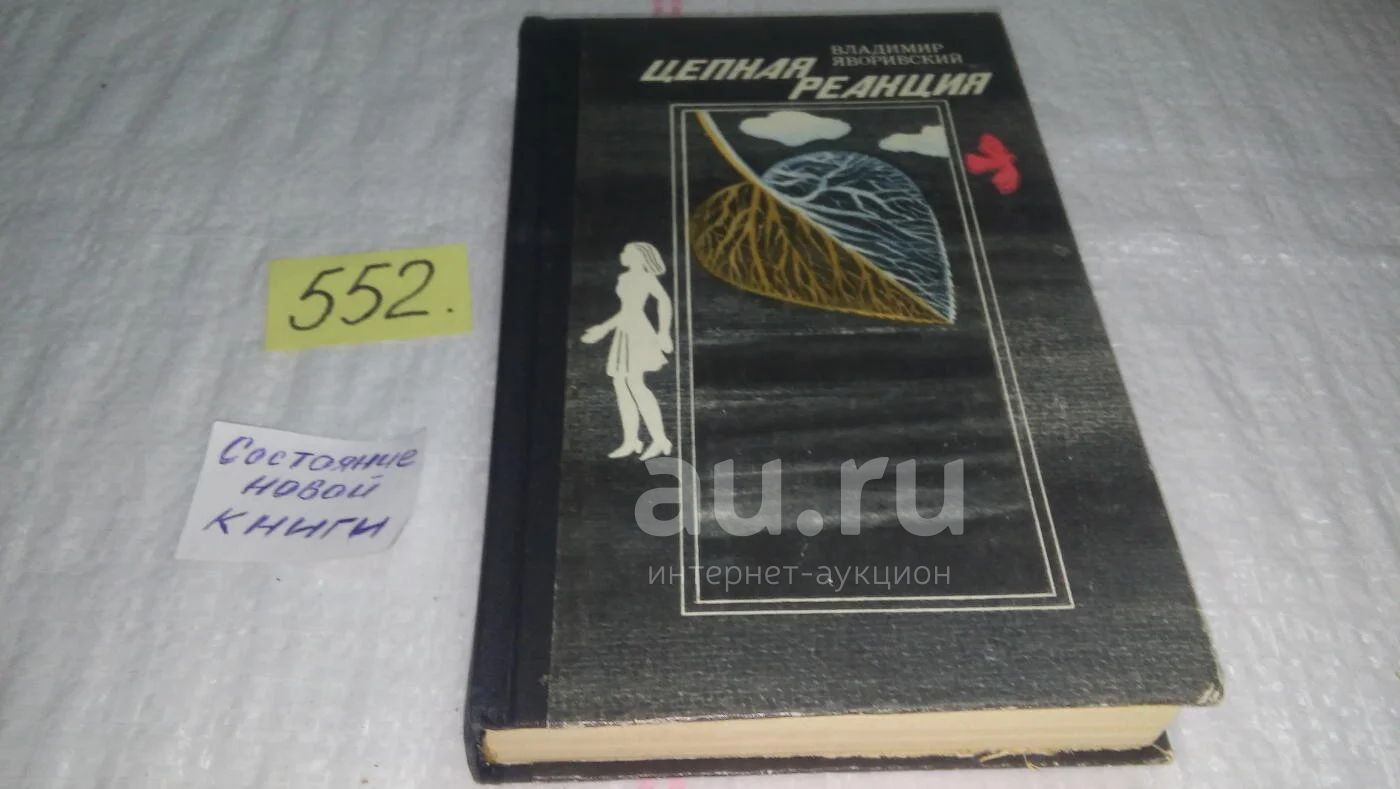 ВЛАДИМИР
ЯВОРИВСКИЙ
ЦЕПНАЯ
РЕАКЦИЯ
552.
Состояние
новой
книги
au.ru
интернет-аукцион